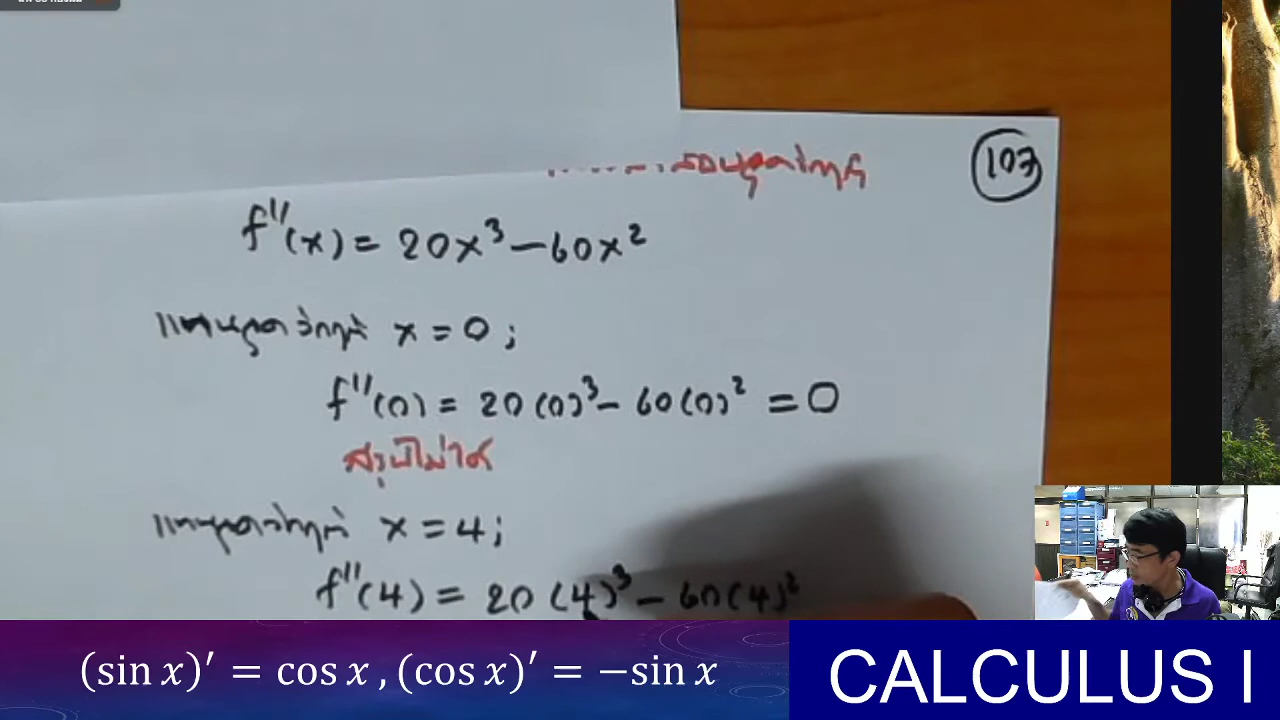 103
f''(x) = 20x³ - 60x²
แทนจุดวิกฤติ x = 0 ;
f''(0) = 20(0)³ - 60(0)² = 0
สรุปไม่ได้
แทนจุดวิกฤติ x = 4 ;
f''(4) = 20(4)³ - 60(4)²
(sin x)′ = cos x , (cos x)′ = −sin x
CALCULUS I